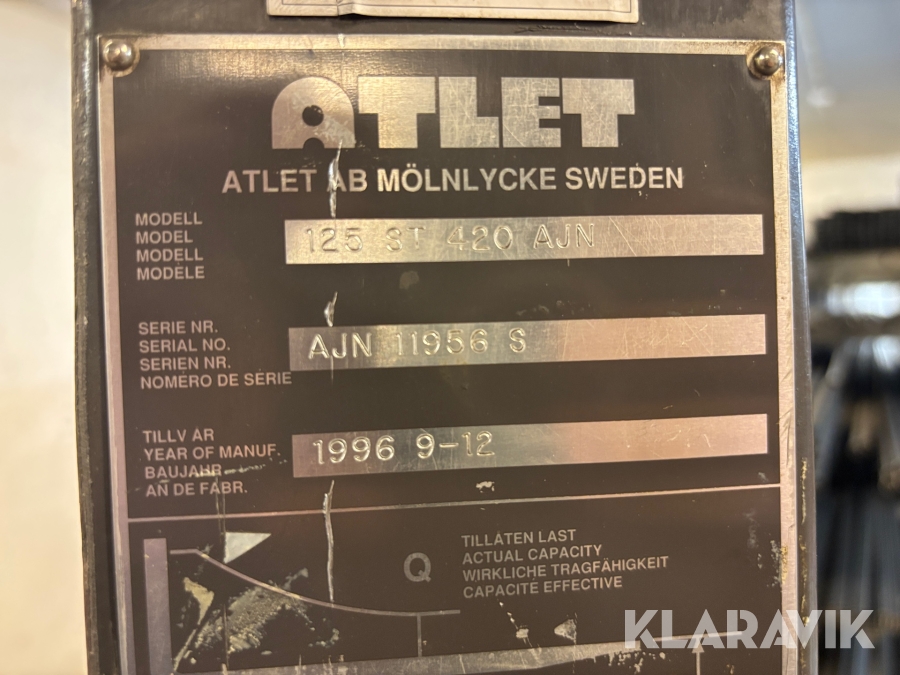 ATLET
ATLET AB MÖLNLYCKE SWEDEN
MODELL
MODEL
MODELL
MODÈLE
125 ST 420 AJN
SERIE NR.
SERIAL NO.
SERIEN NR.
NOMÉRO DE SERIE
AJN 11956 S
TILLV ÅR
YEAR OF MANUF.
BAUJAHR
AN DE FABR.
1996 9-12
Q
TILLÅTEN LAST
ACTUAL CAPACITY
WIRKLICHE TRAGFÄHIGKEIT
CAPACITE EFFECTIVE
KLARAVIK